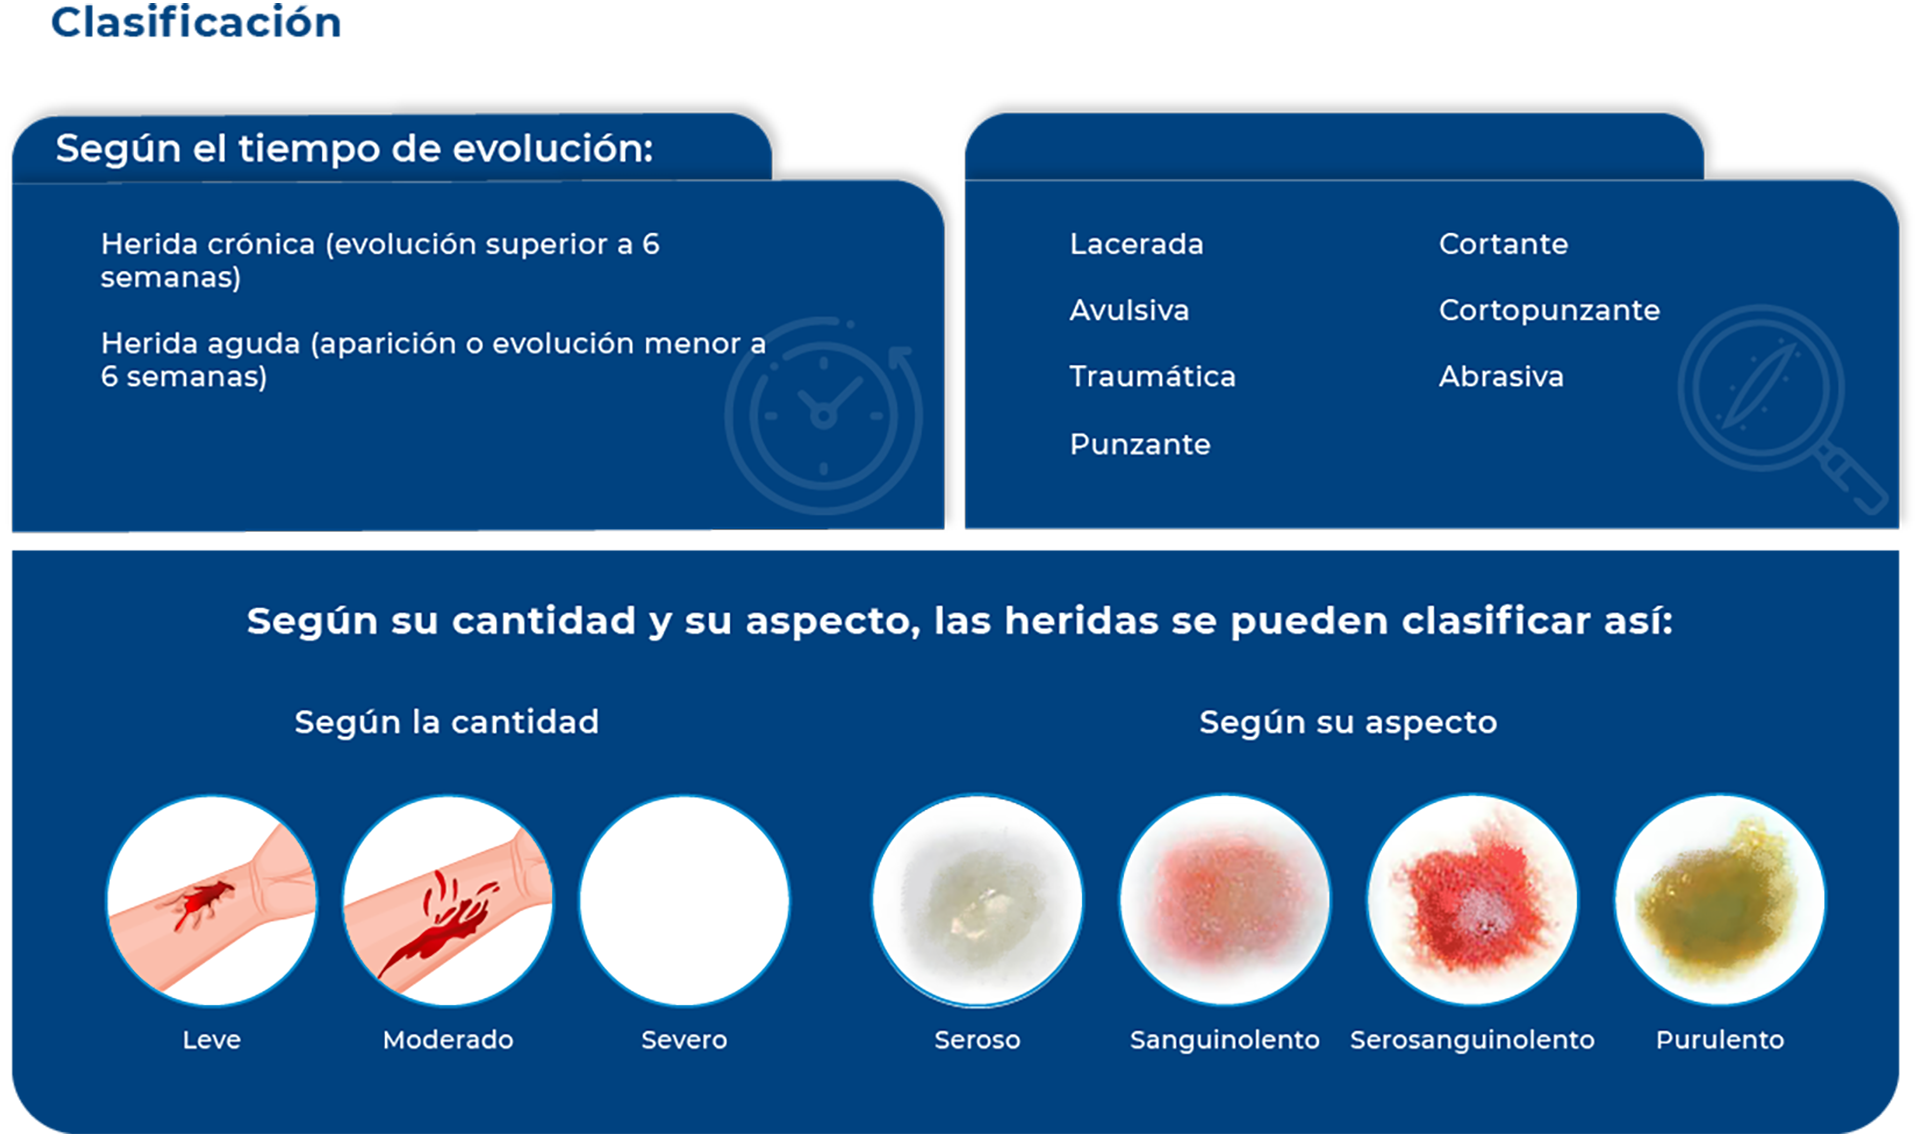 Clasificación
Según el tiempo de evolución:
Herida crónica (evolución superior a 6
semanas)
Herida aguda (aparición o evolución menor a
6 semanas)
Lacerada
Avulsiva
Traumática
Punzante
Cortante
Cortopunzante
Abrasiva
Según su cantidad y su aspecto, las heridas se pueden clasificar así:
Según la cantidad
Leve
Moderado
Severo
Según su aspecto
Seroso
Sanguinolento
Serosanguinolento
Purulento